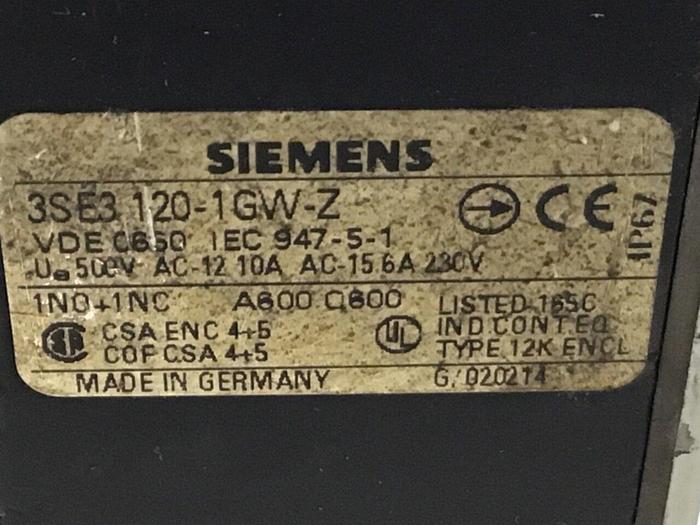 SIEMENS
3SE3 120-1GW-Z
CE
IP67
VDE 0660 IEC 947-5-1
Ue 500V AC-12 10A AC-15 6A 230V
1NO+1NC A600 Q600 LISTED 165C
CSA ENC 4+5 UL IND.CONT.EQ
COF CSA 4+5 TYPE 12K ENCL
MADE IN GERMANY G/020214